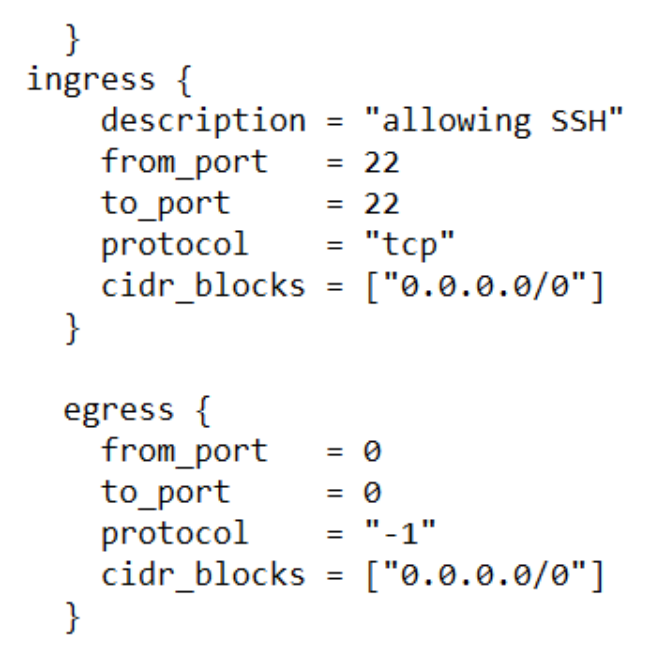 }
ingress {
    description = "allowing SSH"
    from_port   = 22
    to_port     = 22
    protocol    = "tcp"
    cidr_blocks = ["0.0.0.0/0"]
  }

  egress {
    from_port   = 0
    to_port     = 0
    protocol    = "-1"
    cidr_blocks = ["0.0.0.0/0"]
  }